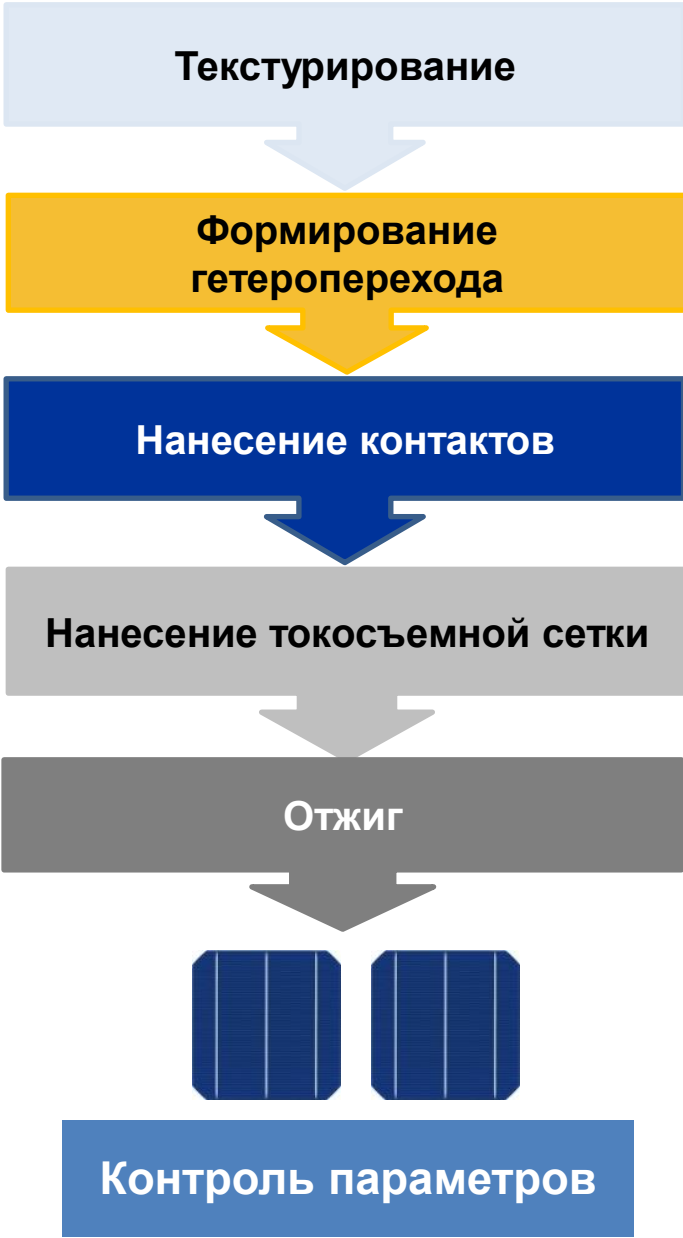 Текстурирование
Формирование
гетероперехода
Нанесение контактов
Нанесение токосъемной сетки
Отжиг
Контроль параметров